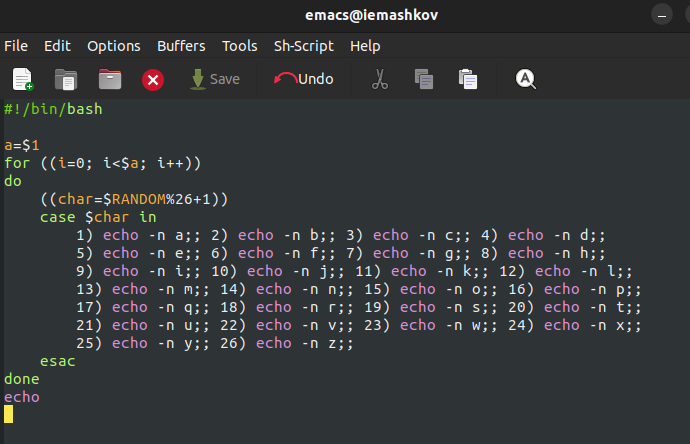 emacs@iemashkov
File Edit Options Buffers Tools Sh-Script Help
Save Undo
#!/bin/bash
a=$1
for ((i=0; i<$a; i++))
do
    ((char=$RANDOM%26+1))
    case $char in
        1) echo -n a;; 2) echo -n b;; 3) echo -n c;; 4) echo -n d;;
        5) echo -n e;; 6) echo -n f;; 7) echo -n g;; 8) echo -n h;;
        9) echo -n i;; 10) echo -n j;; 11) echo -n k;; 12) echo -n l;;
        13) echo -n m;; 14) echo -n n;; 15) echo -n o;; 16) echo -n p;;
        17) echo -n q;; 18) echo -n r;; 19) echo -n s;; 20) echo -n t;;
        21) echo -n u;; 22) echo -n v;; 23) echo -n w;; 24) echo -n x;;
        25) echo -n y;; 26) echo -n z;;
    esac
done
echo